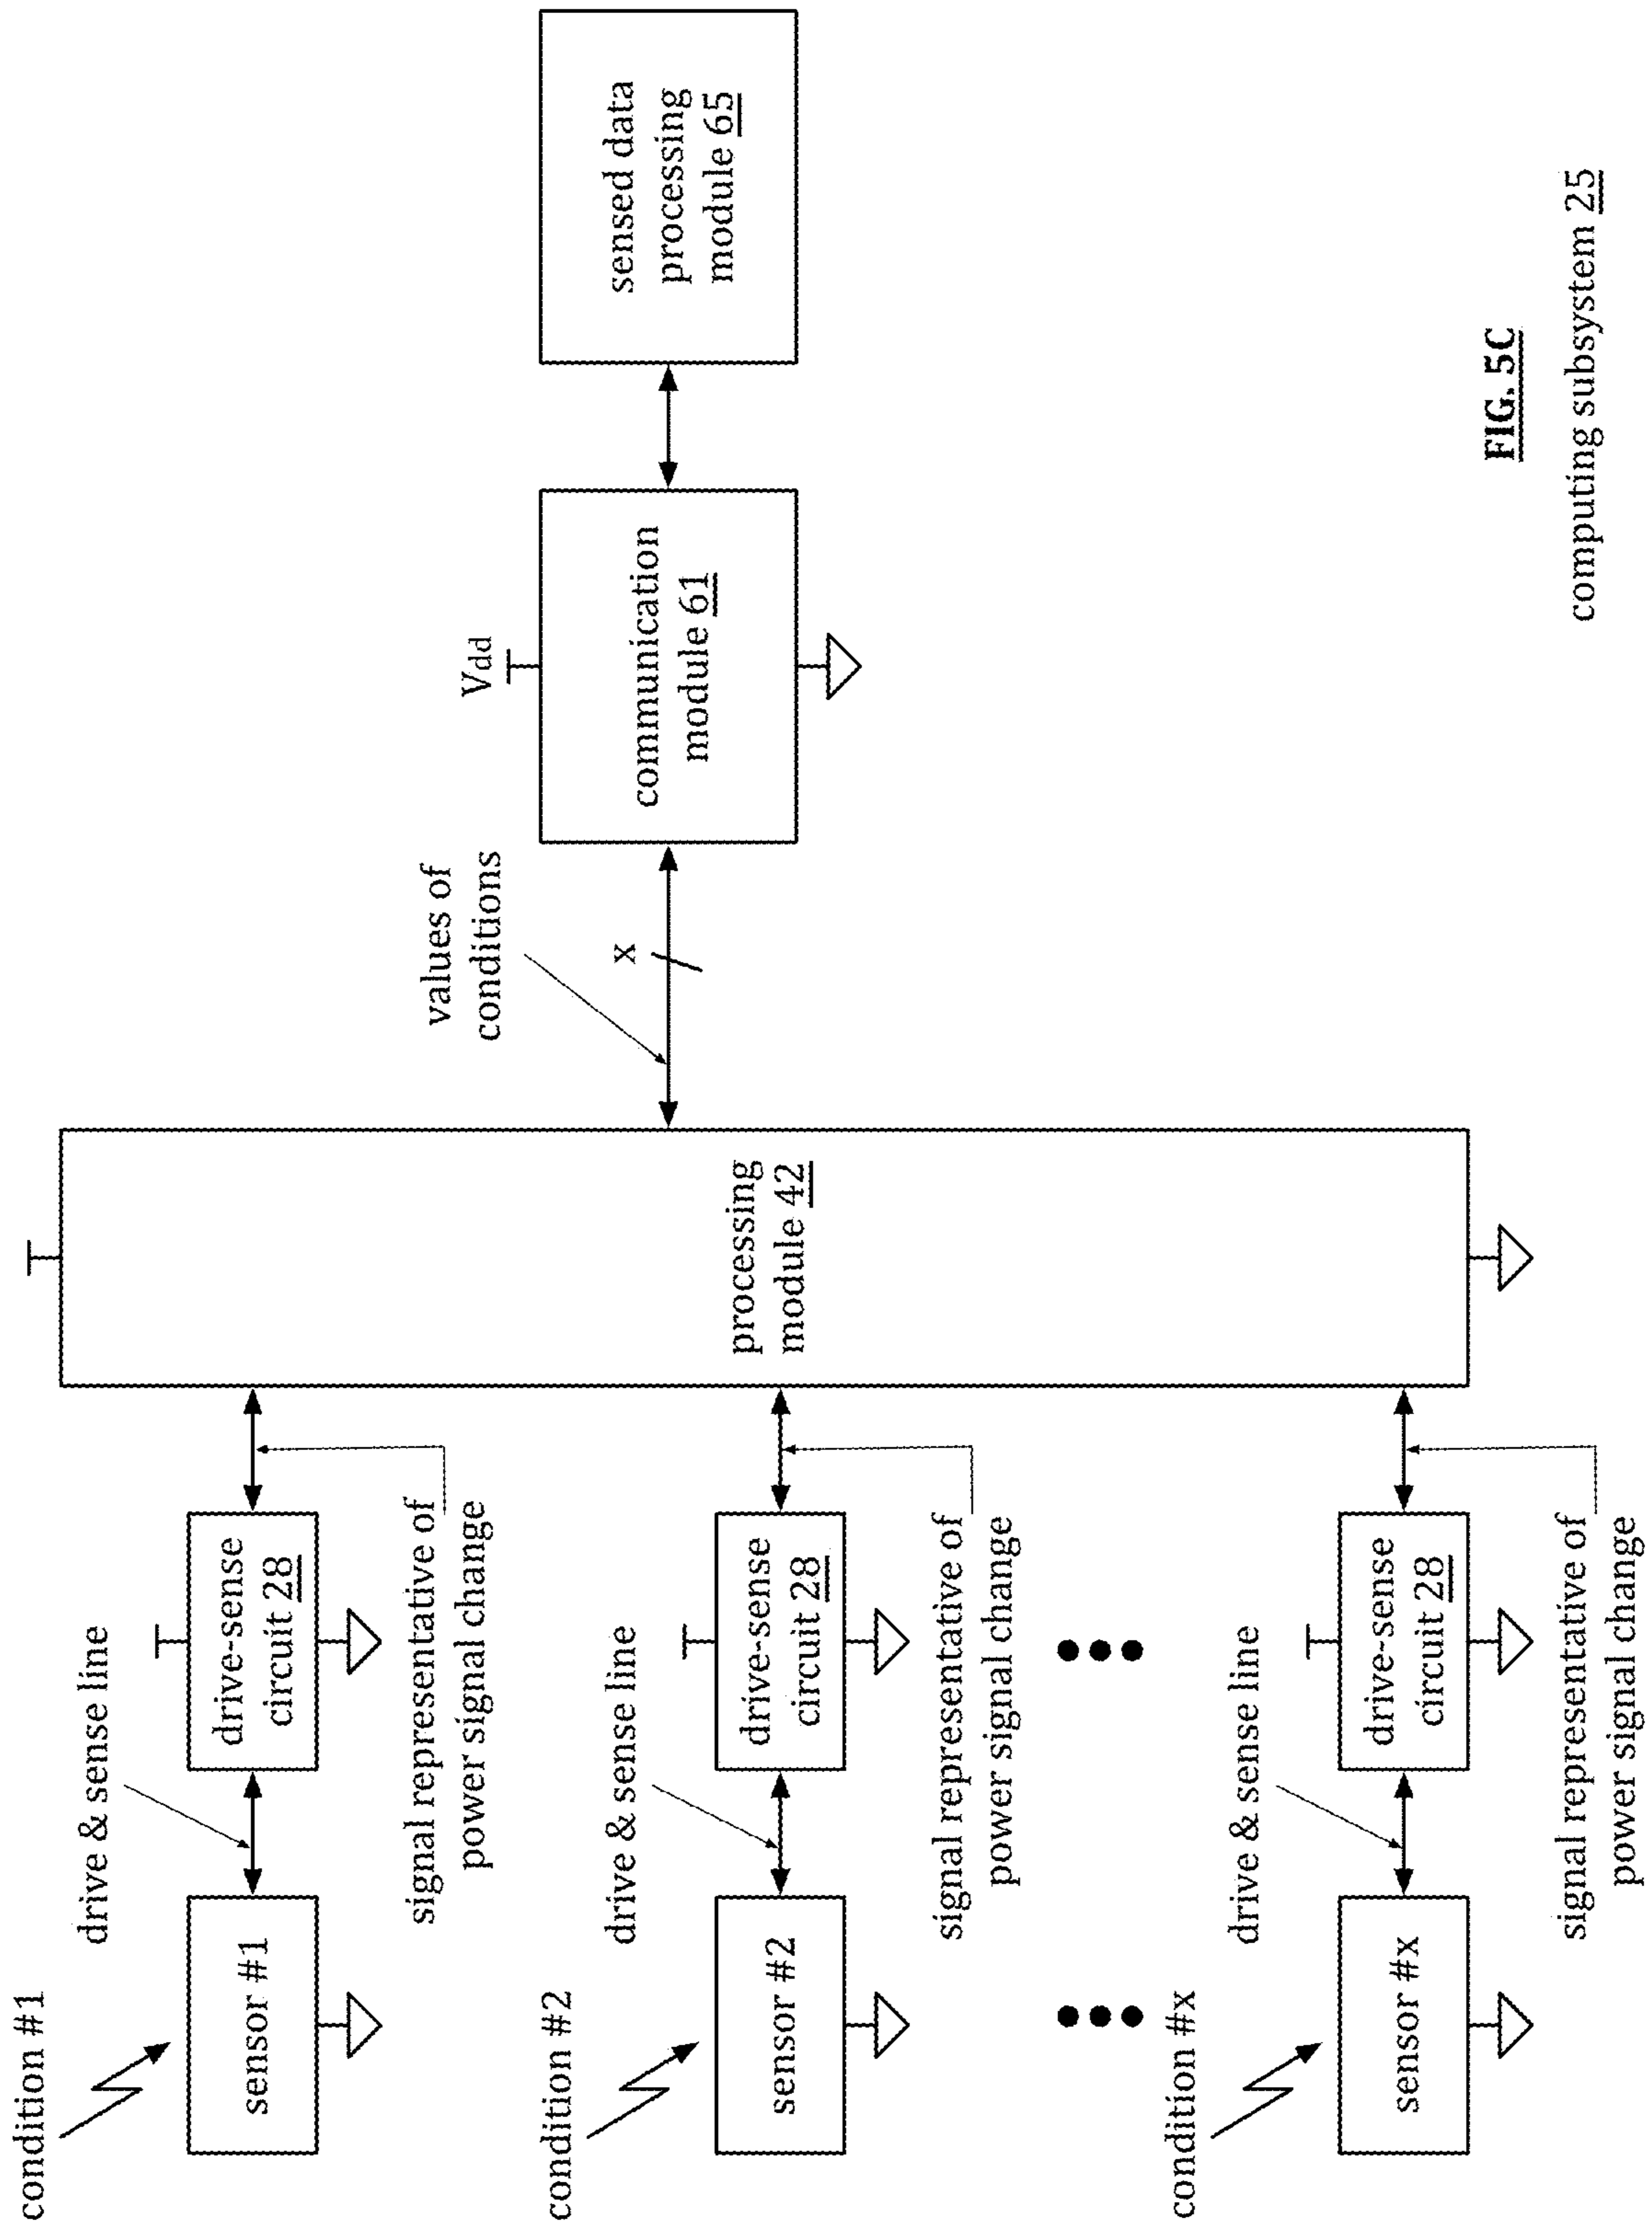 condition #1
sensor #1
drive & sense line
drive-sense
circuit 28
signal representative of
power signal change
condition #2
sensor #2
drive & sense line
drive-sense
circuit 28
signal representative of
power signal change
condition #x
sensor #x
drive & sense line
drive-sense
circuit 28
signal representative of
power signal change
processing
module 42
values of
conditions
x
Vdd
communication
module 61
sensed data
processing
module 65
FIG. 5C
computing subsystem 25